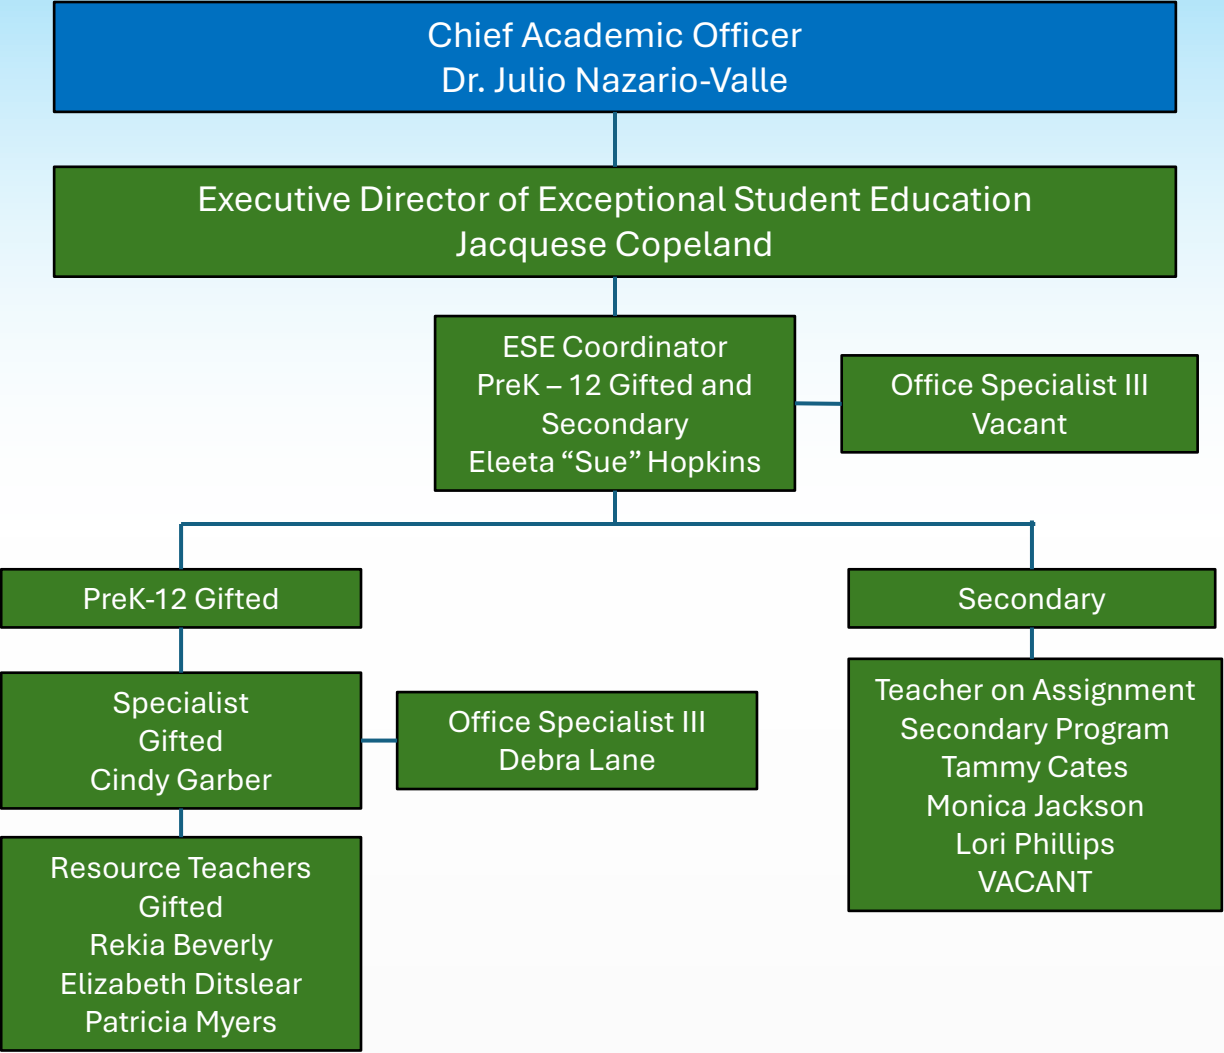 Chief Academic Officer
Dr. Julio Nazario-Valle
Executive Director of Exceptional Student Education
Jacquese Copeland
ESE Coordinator
PreK – 12 Gifted and
Secondary
Eleeta “Sue” Hopkins
Office Specialist III
Vacant
PreK-12 Gifted
Secondary
Specialist
Gifted
Cindy Garber
Office Specialist III
Debra Lane
Teacher on Assignment
Secondary Program
Tammy Cates
Monica Jackson
Lori Phillips
VACANT
Resource Teachers
Gifted
Rekia Beverly
Elizabeth Ditslear
Patricia Myers